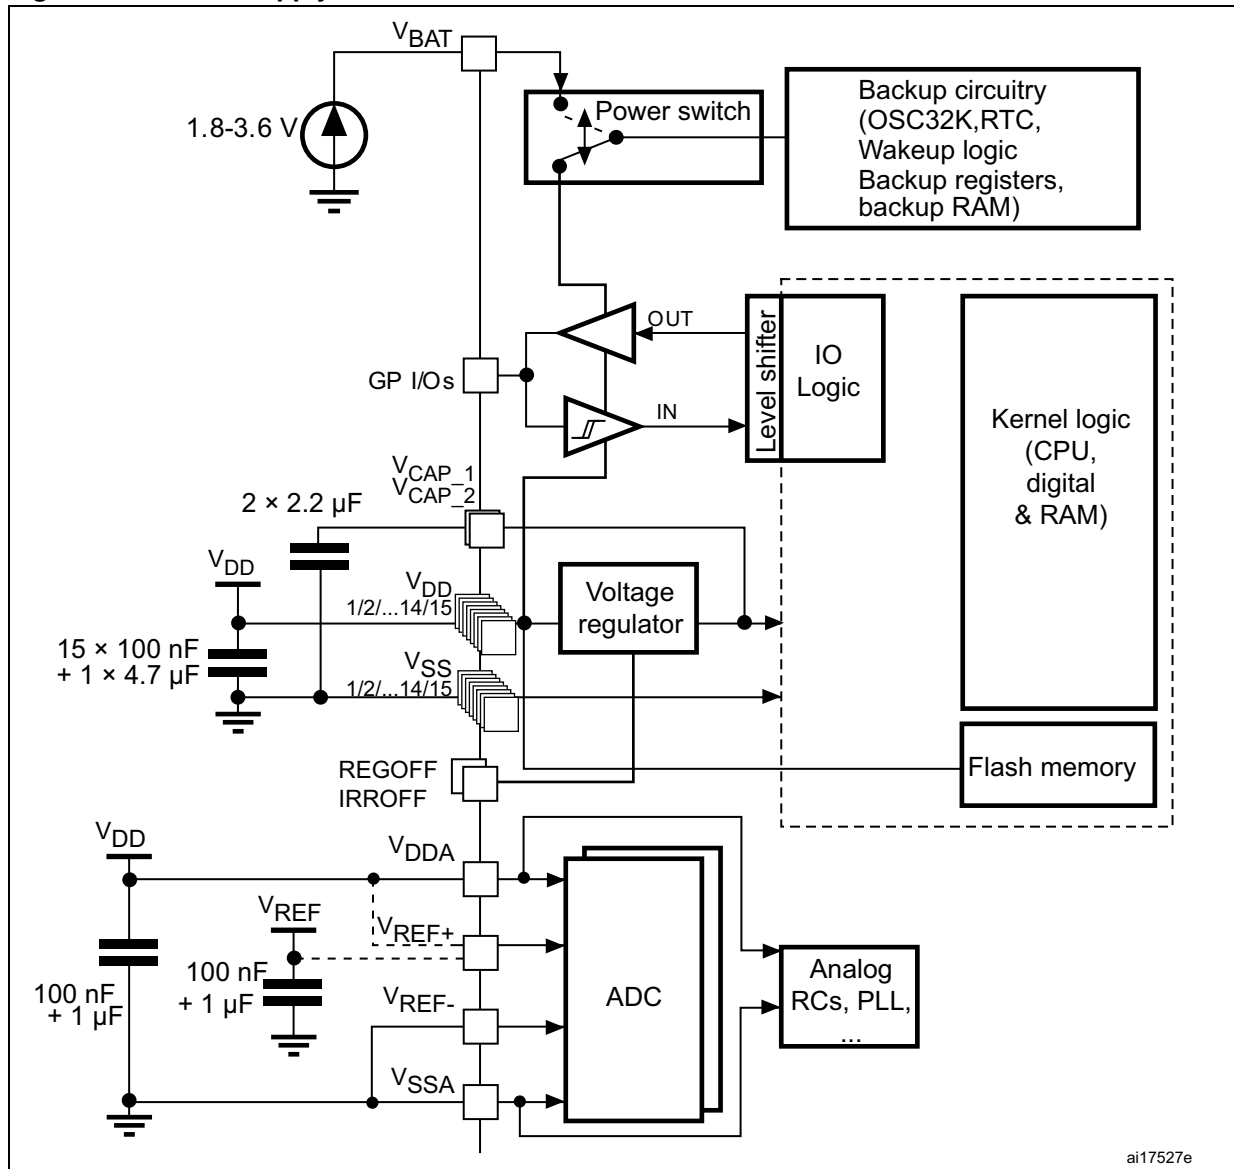 VBAT
Power switch
1.8-3.6 V
Backup circuitry
(OSC32K,RTC,
Wakeup logic
Backup registers,
backup RAM)
OUT
GP I/Os
IN
Level shifter
IO
Logic
Kernel logic
(CPU,
digital
& RAM)
VCAP_1
VCAP_2
2 × 2.2 µF
VDD
VDD
1/2/...14/15
Voltage
regulator
15 × 100 nF
+ 1 × 4.7 µF
VSS
1/2/...14/15
Flash memory
REGOFF
IRROFF
VDD
VDDA
VREF
VREF+
100 nF
+ 1 µF
100 nF
+ 1 µF
VREF-
ADC
Analog
RCs, PLL,
...
VSSA
ai17527e